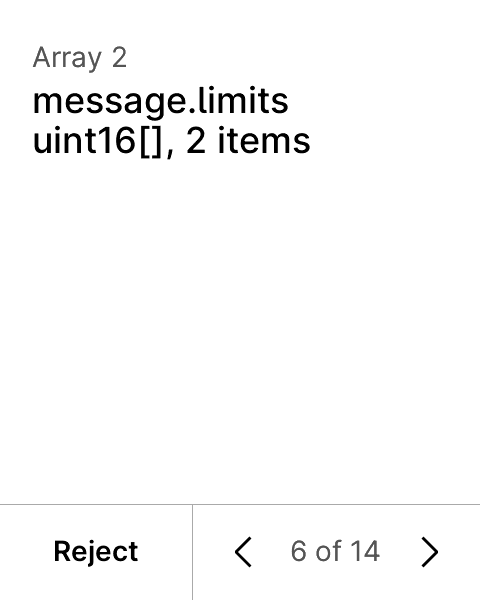 Array 2
message.limits
uint16[], 2 items
Reject
6 of 14